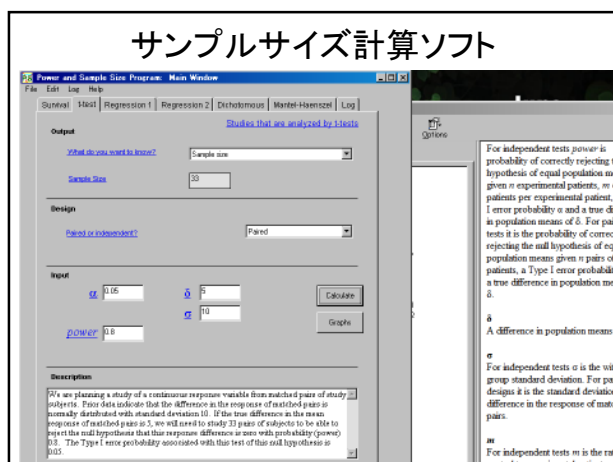 サンプルサイズ計算ソフト
Power and Sample Size Program: Main Window
File Edit Log Help
Survival t-test Regression 1 Regression 2 Dichotomous Mantel-Haenszel Log
Output
Studies that are analyzed by t-tests
What do you want to know?
Sample size
Sample Size
33
Design
Paired or independent?
Paired
Input
α 0.05 δ 5 Calculate
σ 10
power 0.8 Graphs
Description
We are planning a study of a continuous response variable from matched pairs of study
subjects. Prior data indicate that the difference in the response of matched pairs is
normally distributed with standard deviation 10. If the true difference in the mean
response of matched pairs is 5, we will need to study 33 pairs of subjects to be able to
reject the null hypothesis that this response difference is zero with probability (power)
0.8. The Type I error probability associated with this test of this null hypothesis is
0.05.
Options
For independent tests power is
probability of correctly rejecting
hypothesis of equal population
given n experimental patients, m
patients per experimental patient,
I error probability α and a true
in population means of δ. For
tests it is the probability of
rejecting the null hypothesis of
population means given n pairs
patients, a Type I error
a true difference in population
δ.
δ
A difference in population means
σ
For independent tests σ is the
group standard deviation. For
designs it is the standard
difference in the response of
pairs.
m
For independent tests m is the